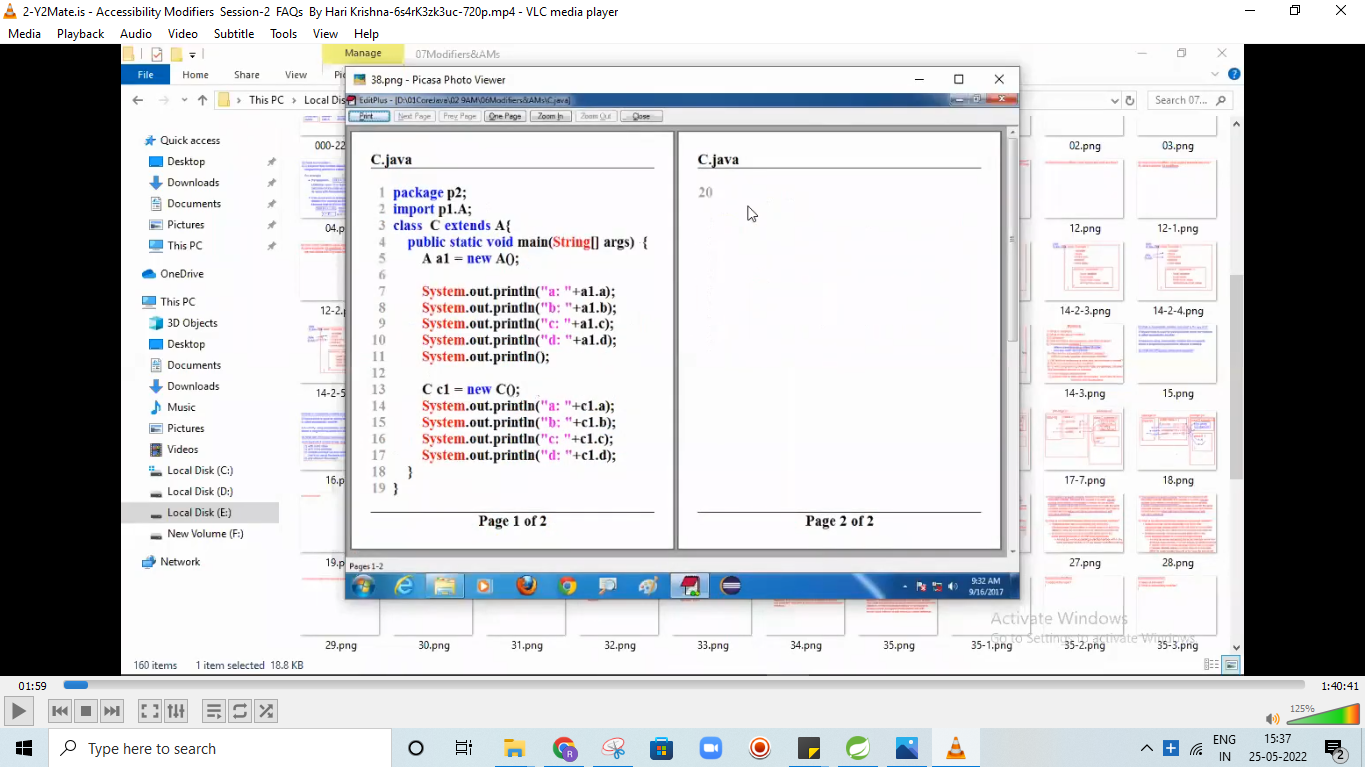 2-Y2Mate.is - Accessibility Modifiers Session-2 FAQs By Hari Krishna-6s4rK3zk3uc-720p.mp4 - VLC media player
Media Playback Audio Video Subtitle Tools View Help
Manage 07Modifiers&AMs
File Home Share View
This PC Local Search 07...
38.png - Picasa Photo Viewer
EditPlus - [D:\01CoreJava\02 9AM\06Modifiers&AMs\C.java]
Print Next Page Prev Page One Page Zoom In Zoom Out Close
Quick access
Desktop
Downloads
Documents
Pictures
This PC
OneDrive
This PC
3D Objects
Desktop
Documents
Downloads
Music
Pictures
Videos
Local Disk (C:)
Local Disk (D:)
Local Disk (E:)
New Volume (F:)
Network
000-22
04.p
12-2.
14-2-5
16.p
19.p
C.java
1 package p2;
2 import p1.A;
3 class C extends A{
4 public static void main(String[] args) {
5 A a1 = new A();
6
7 System.out.println("a: "+a1.a);
8 System.out.println("b: "+a1.b);
9 System.out.println("c: "+a1.c);
10 System.out.println("d: "+a1.d);
11 System.out.println();
12
13 C c1 = new C();
14 System.out.println("a: "+c1.a);
15 System.out.println("b: "+c1.b);
16 System.out.println("c: "+c1.c);
17 System.out.println("d: "+c1.d);
18 }
19 }
Page 1 of 2
C.java
20
Page 2 of 2
Pages 1-2
9:32 AM
9/16/2017
02.png 03.png
12.png 12-1.png
14-2-3.png 14-2-4.png
14-3.png 15.png
17-7.png 18.png
27.png 28.png
29.png 30.png 31.png 32.png 33.png 34.png 35.png 35-1.png 35-2.png 35-3.png
Activate Windows
Go to Settings to activate Windows.
160 items 1 item selected 18.8 KB
01:59 1:40:41
125%
Type here to search
ENG 15:37
IN 25-05-2022 2